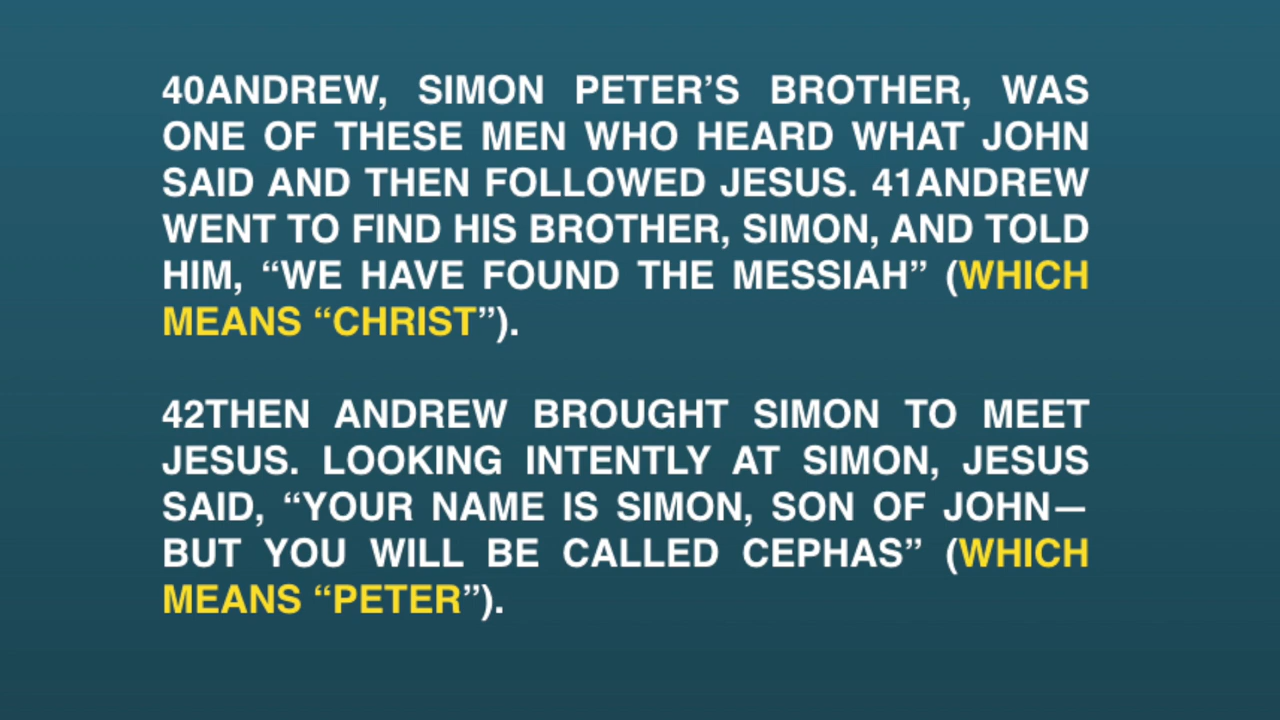 40ANDREW, SIMON PETER’S BROTHER, WAS
ONE OF THESE MEN WHO HEARD WHAT JOHN
SAID AND THEN FOLLOWED JESUS. 41ANDREW
WENT TO FIND HIS BROTHER, SIMON, AND TOLD
HIM, “WE HAVE FOUND THE MESSIAH” (WHICH
MEANS “CHRIST”).
42THEN ANDREW BROUGHT SIMON TO MEET
JESUS. LOOKING INTENTLY AT SIMON, JESUS
SAID, “YOUR NAME IS SIMON, SON OF JOHN—
BUT YOU WILL BE CALLED CEPHAS” (WHICH
MEANS “PETER”).